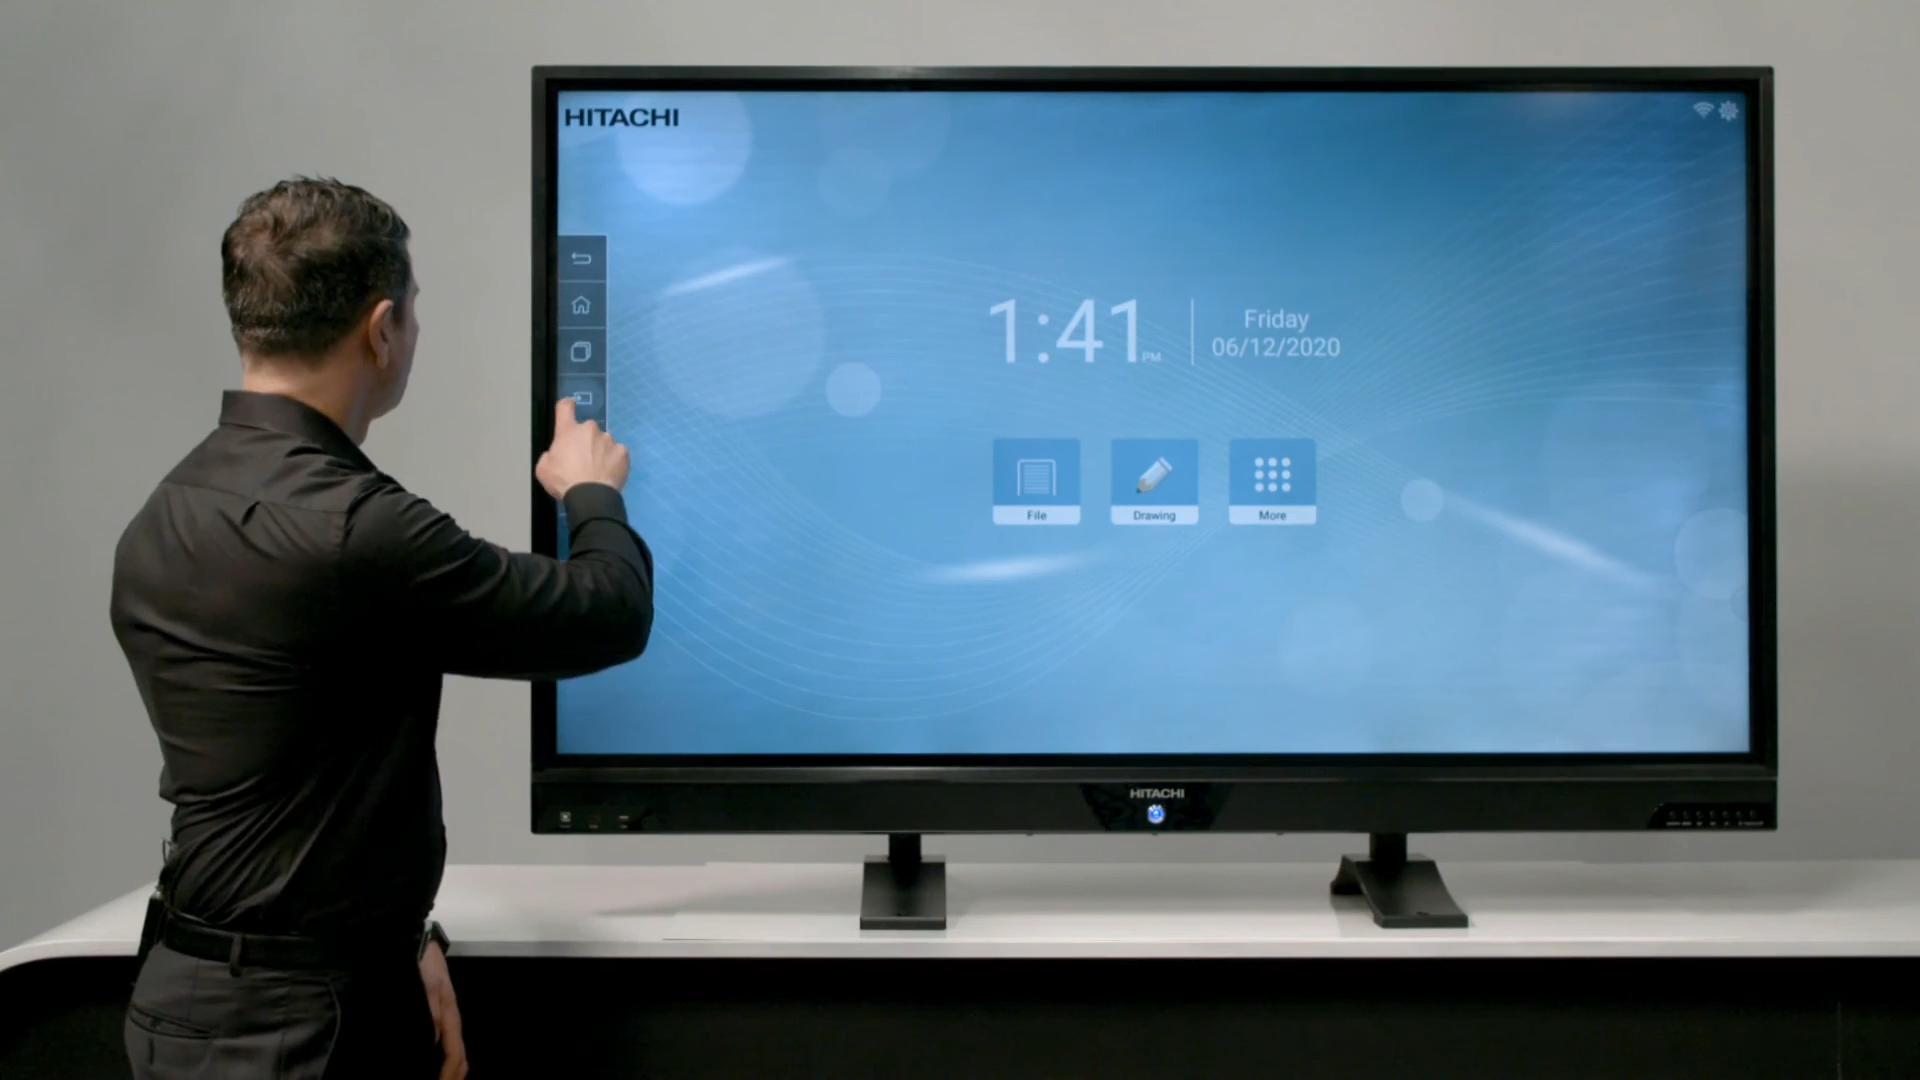 HITACHI
1:41 PM
Friday
06/12/2020
File
Drawing
More
HITACHI